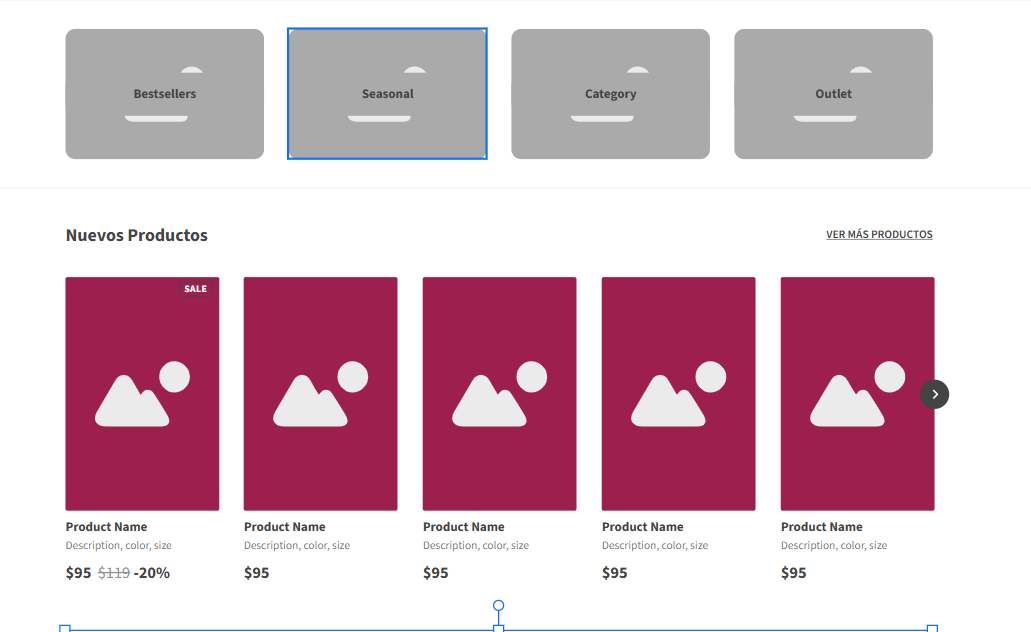 Bestsellers
Seasonal
Category
Outlet
Nuevos Productos
VER MÁS PRODUCTOS
SALE
Product Name
Description, color, size
$95 $119 -20%
Product Name
Description, color, size
$95
Product Name
Description, color, size
$95
Product Name
Description, color, size
$95
Product Name
Description, color, size
$95